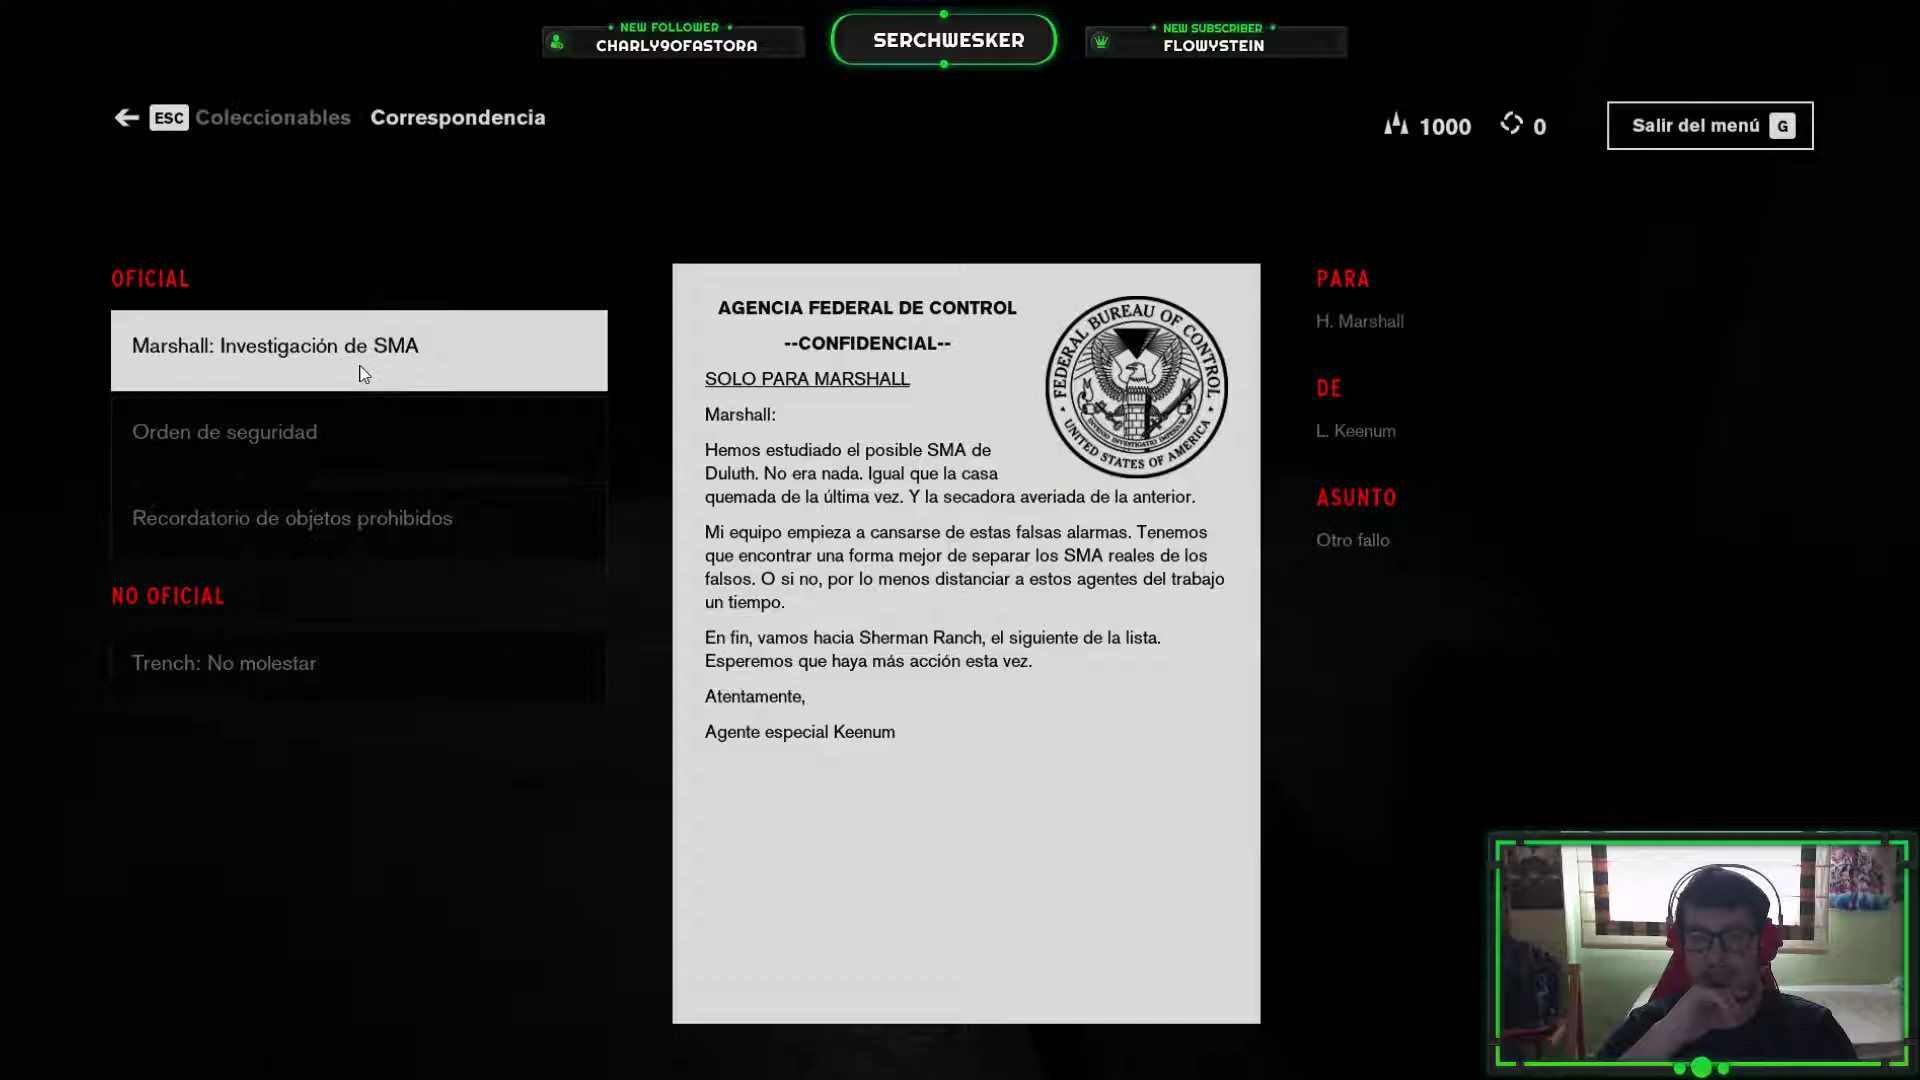 NEW FOLLOWER
CHARLY90FASTORA
SERCHWESKER
NEW SUBSCRIBER
FLOWYSTEIN
ESC Coleccionables Correspondencia
1000 0
Salir del menú G
OFICIAL
Marshall: Investigación de SMA
Orden de seguridad
Recordatorio de objetos prohibidos
NO OFICIAL
Trench: No molestar
AGENCIA FEDERAL DE CONTROL
--CONFIDENCIAL--
SOLO PARA MARSHALL
Marshall:
Hemos estudiado el posible SMA de
Duluth. No era nada. Igual que la casa
quemada de la última vez. Y la secadora averiada de la anterior.
Mi equipo empieza a cansarse de estas falsas alarmas. Tenemos
que encontrar una forma mejor de separar los SMA reales de los
falsos. O si no, por lo menos distanciar a estos agentes del trabajo
un tiempo.
En fin, vamos hacia Sherman Ranch, el siguiente de la lista.
Esperemos que haya más acción esta vez.
Atentamente,
Agente especial Keenum
FEDERAL BUREAU OF CONTROL
UNITED STATES OF AMERICA
PARA
H. Marshall
DE
L. Keenum
ASUNTO
Otro fallo